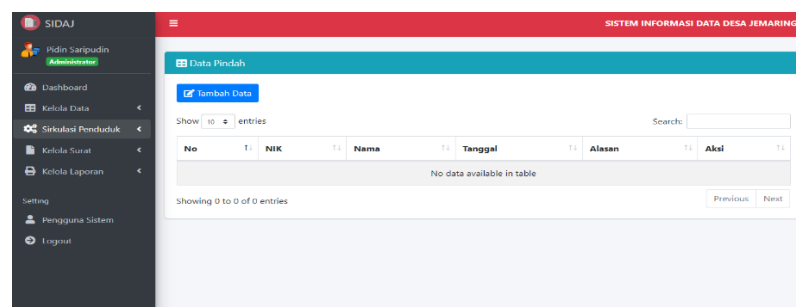 SIDAJ
SISTEM INFORMASI DATA DESA JEMARING
Pidin Saripudin
Administrator
Dashboard
Kelola Data
Sirkulasi Penduduk
Kelola Surat
Kelola Laporan
Setting
Pengguna Sistem
Logout
Data Pindah
Tambah Data
Show 10 entries
Search:
No NIK Nama Tanggal Alasan Aksi
No data available in table
Showing 0 to 0 of 0 entries
Previous Next